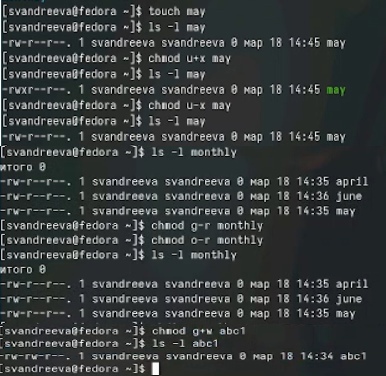 [svandreeva@fedora ~]$ touch may
[svandreeva@fedora ~]$ ls -l may
-rw-r--r--. 1 svandreeva svandreeva 0 мар 18 14:45 may
[svandreeva@fedora ~]$ chmod u+x may
[svandreeva@fedora ~]$ ls -l may
-rwxr--r--. 1 svandreeva svandreeva 0 мар 18 14:45 may
[svandreeva@fedora ~]$ chmod u-x may
[svandreeva@fedora ~]$ ls -l may
-rw-r--r--. 1 svandreeva svandreeva 0 мар 18 14:45 may
[svandreeva@fedora ~]$ ls -l monthly
итого 0
-rw-r--r--. 1 svandreeva svandreeva 0 мар 18 14:35 april
-rw-r--r--. 1 svandreeva svandreeva 0 мар 18 14:36 june
-rw-r--r--. 1 svandreeva svandreeva 0 мар 18 14:35 may
[svandreeva@fedora ~]$ chmod g-r monthly
[svandreeva@fedora ~]$ chmod o-r monthly
[svandreeva@fedora ~]$ ls -l monthly
итого 0
-rw-r--r--. 1 svandreeva svandreeva 0 мар 18 14:35 april
-rw-r--r--. 1 svandreeva svandreeva 0 мар 18 14:36 june
-rw-r--r--. 1 svandreeva svandreeva 0 мар 18 14:35 may
[svandreeva@fedora ~]$ chmod g+w abc1
[svandreeva@fedora ~]$ ls -l abc1
-rw-rw-r--. 1 svandreeva svandreeva 0 мар 18 14:34 abc1
[svandreeva@fedora ~]$